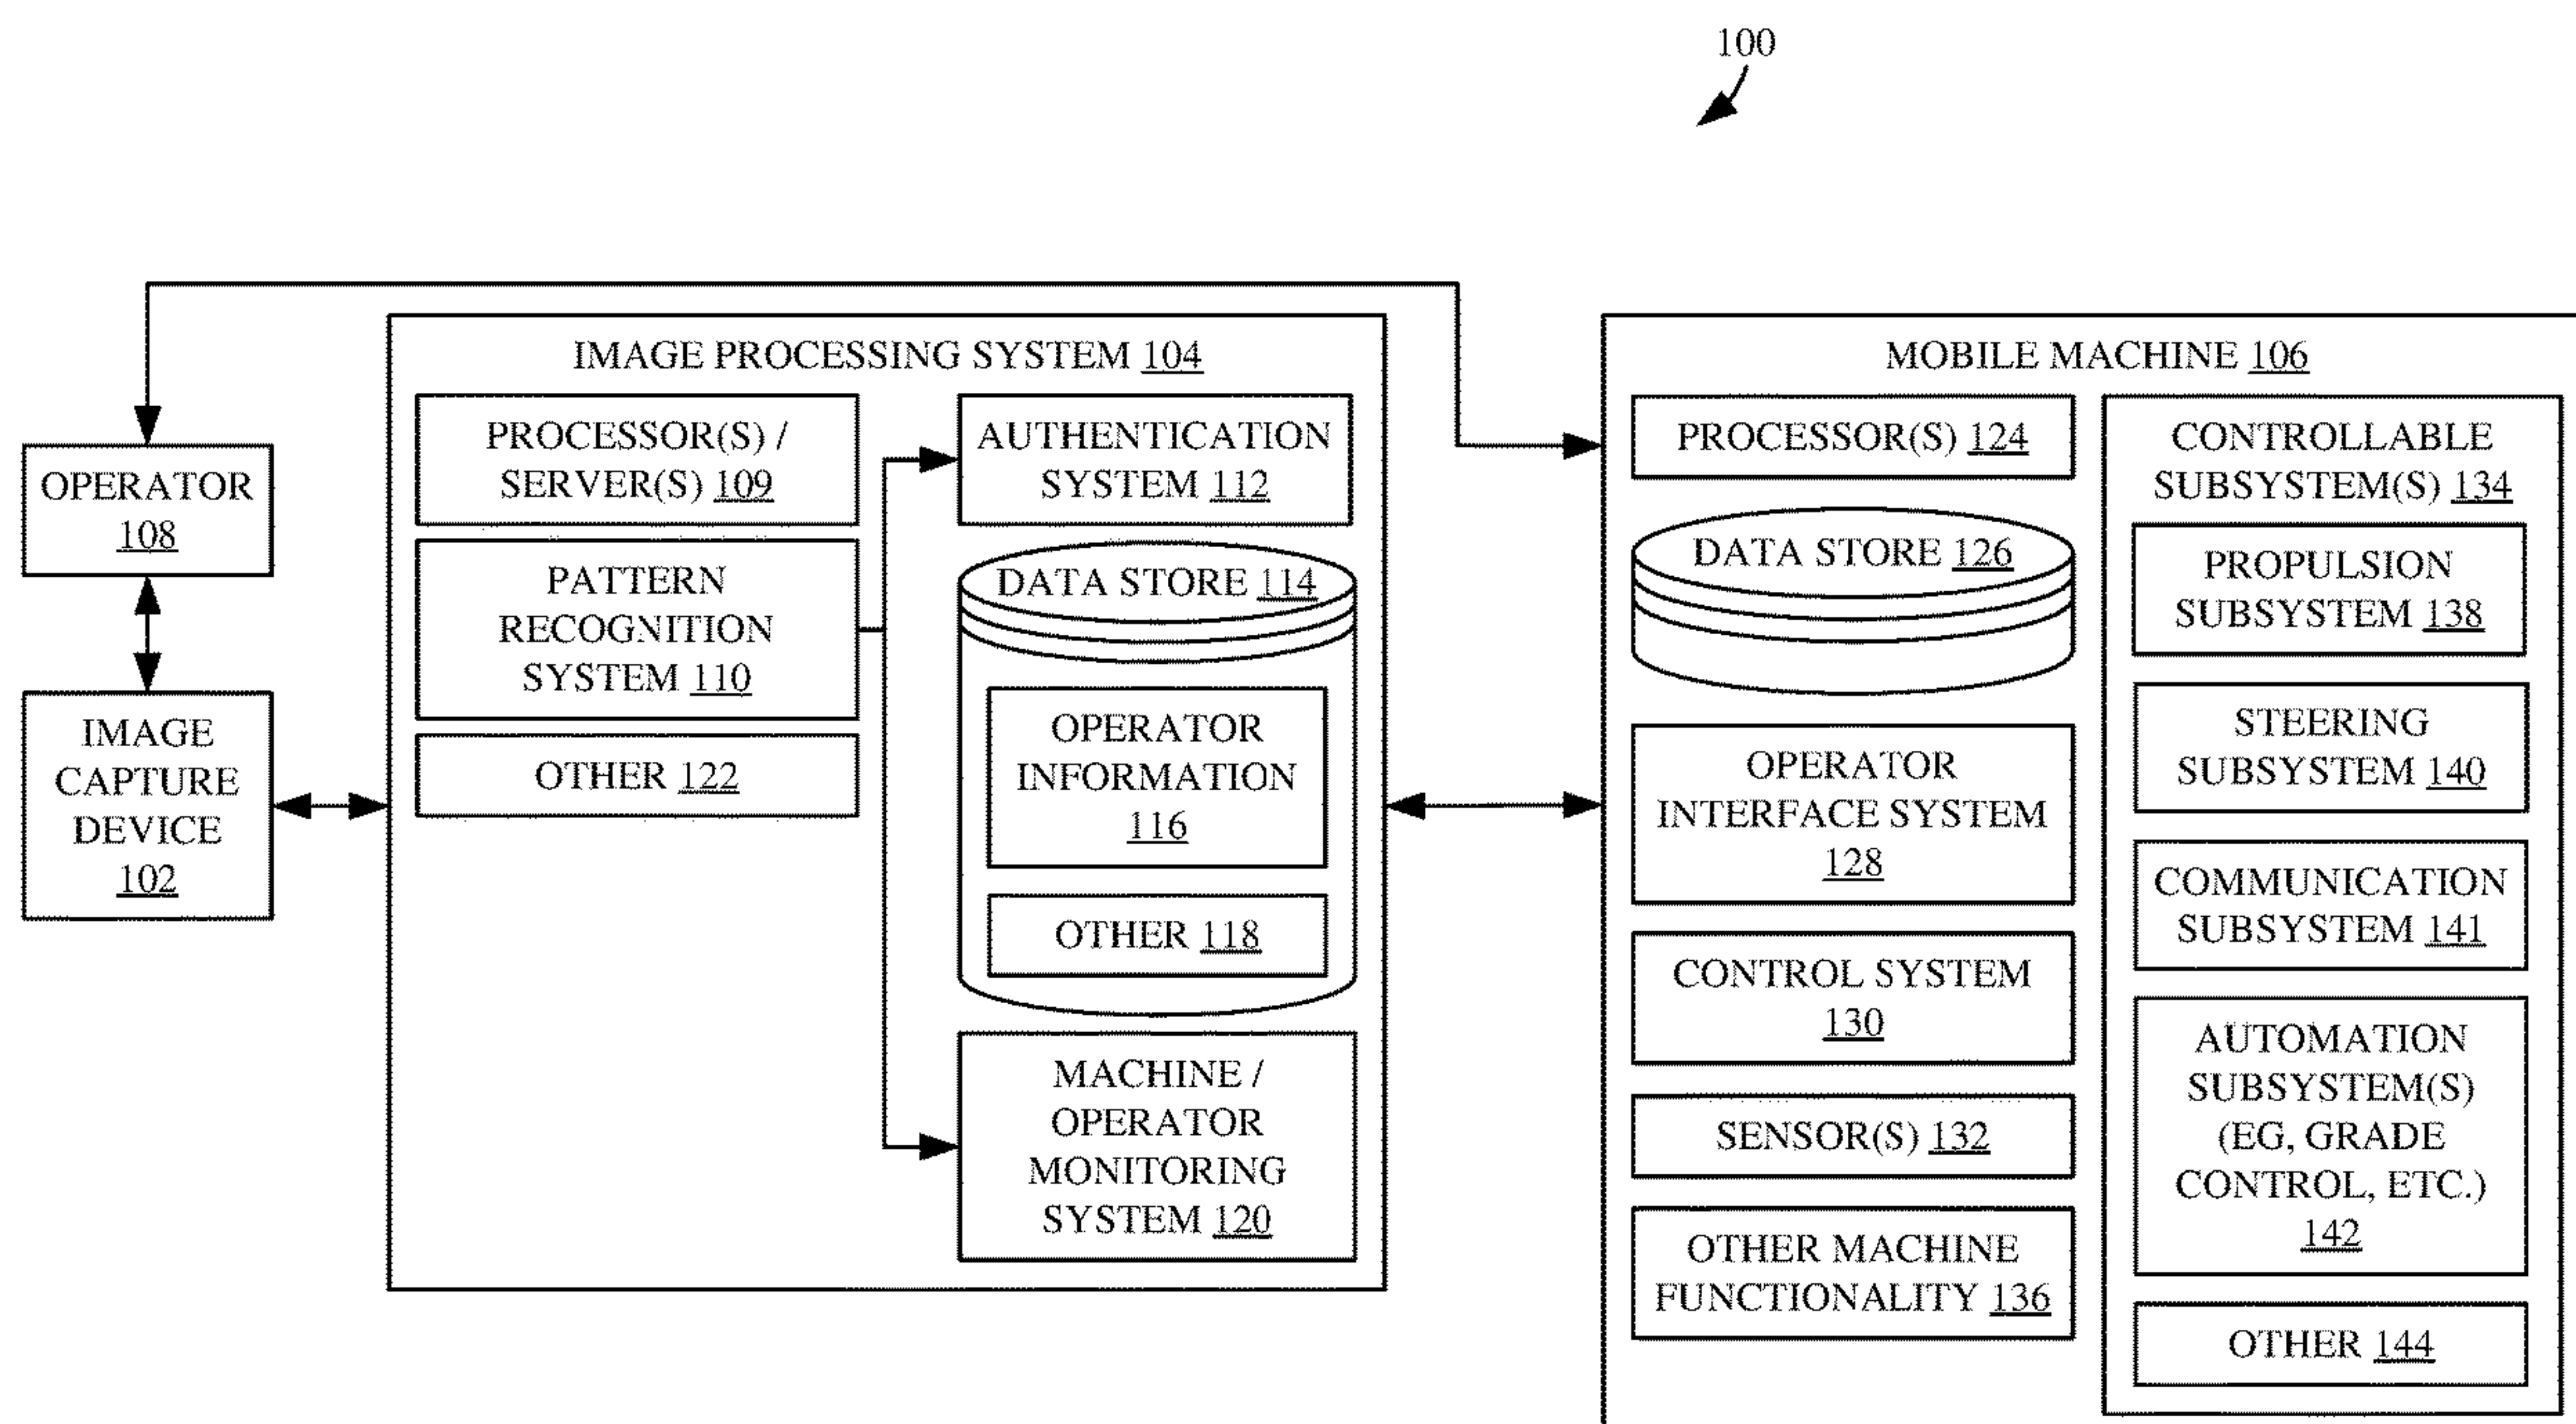 100
OPERATOR
108
IMAGE
CAPTURE
DEVICE
102
IMAGE PROCESSING SYSTEM 104
PROCESSOR(S) /
SERVER(S) 109
PATTERN
RECOGNITION
SYSTEM 110
OTHER 122
AUTHENTICATION
SYSTEM 112
DATA STORE 114
OPERATOR
INFORMATION
116
OTHER 118
MACHINE /
OPERATOR
MONITORING
SYSTEM 120
MOBILE MACHINE 106
PROCESSOR(S) 124
DATA STORE 126
OPERATOR
INTERFACE SYSTEM
128
CONTROL SYSTEM
130
SENSOR(S) 132
OTHER MACHINE
FUNCTIONALITY 136
CONTROLLABLE
SUBSYSTEM(S) 134
PROPULSION
SUBSYSTEM 138
STEERING
SUBSYSTEM 140
COMMUNICATION
SUBSYSTEM 141
AUTOMATION
SUBSYSTEM(S)
(EG, GRADE
CONTROL, ETC.)
142
OTHER 144